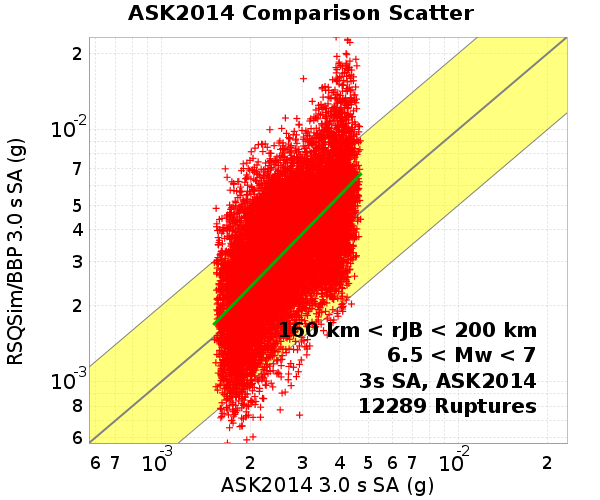 ASK2014 Comparison Scatter
RSQSim/BBP 3.0 s SA (g)
2
10-2
7
5
4
3
2
10-3
8
6
160 km < rJB < 200 km
6.5 < Mw < 7
3s SA, ASK2014
12289 Ruptures
6 7 10-3 2 3 4 5 6 7 10-2 2
ASK2014 3.0 s SA (g)